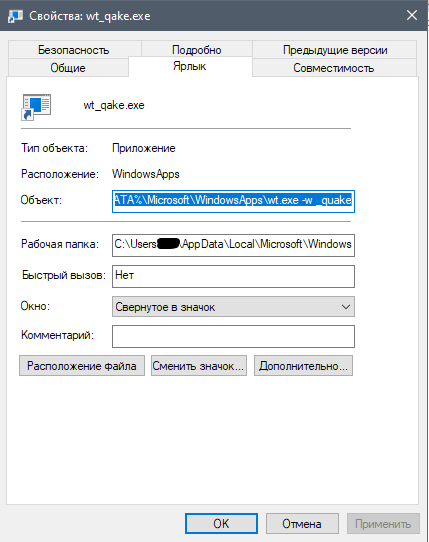 Свойства: wt_qake.exe
Безопасность Подробно Предыдущие версии
Общие Ярлык Совместимость
wt_qake.exe
Тип объекта: Приложение
Расположение: WindowsApps
Объект: ATA%\Microsoft\WindowsApps\wt.exe -w _quake
Рабочая папка: C:\Users\ \AppData\Local\Microsoft\Windows
Быстрый вызов: Нет
Окно: Свернутое в значок
Комментарий:
Расположение файла Сменить значок... Дополнительно...
OK Отмена Применить